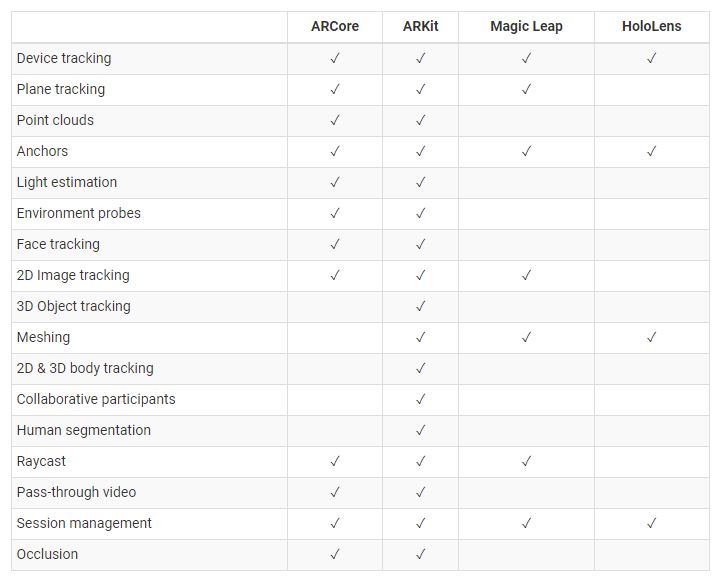 ARCore ARKit Magic Leap HoloLens
Device tracking ✓ ✓ ✓ ✓
Plane tracking ✓ ✓ ✓
Point clouds ✓ ✓
Anchors ✓ ✓ ✓ ✓
Light estimation ✓ ✓
Environment probes ✓ ✓
Face tracking ✓ ✓
2D Image tracking ✓ ✓ ✓
3D Object tracking ✓
Meshing ✓ ✓ ✓
2D & 3D body tracking ✓
Collaborative participants ✓
Human segmentation ✓
Raycast ✓ ✓ ✓
Pass-through video ✓ ✓
Session management ✓ ✓ ✓ ✓
Occlusion ✓ ✓